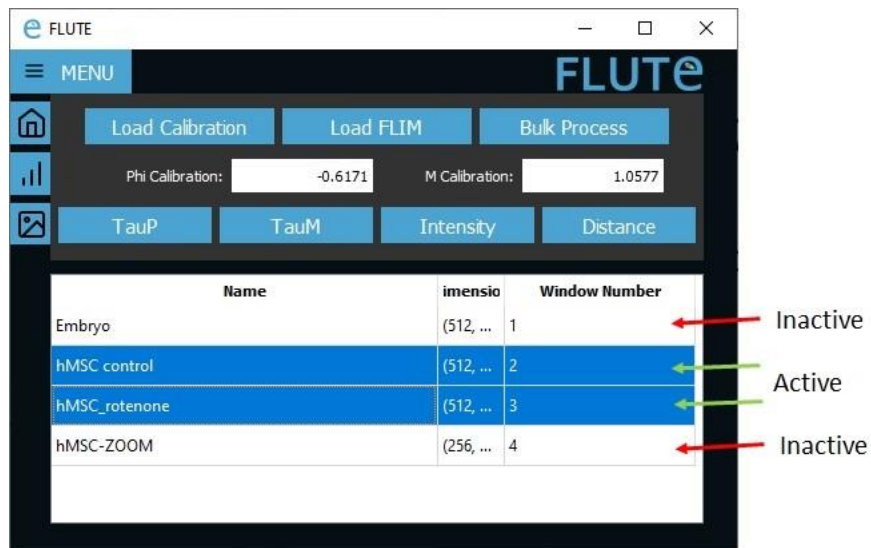 FLUTE
MENU
FLUTe
Load Calibration Load FLIM Bulk Process
Phi Calibration: -0.6171 M Calibration: 1.0577
TauP TauM Intensity Distance
Name imensio Window Number
Embryo (512, ... 1 Inactive
hMSC control (512, ... 2
Active
hMSC_rotenone (512, ... 3
hMSC-ZOOM (256, ... 4 Inactive